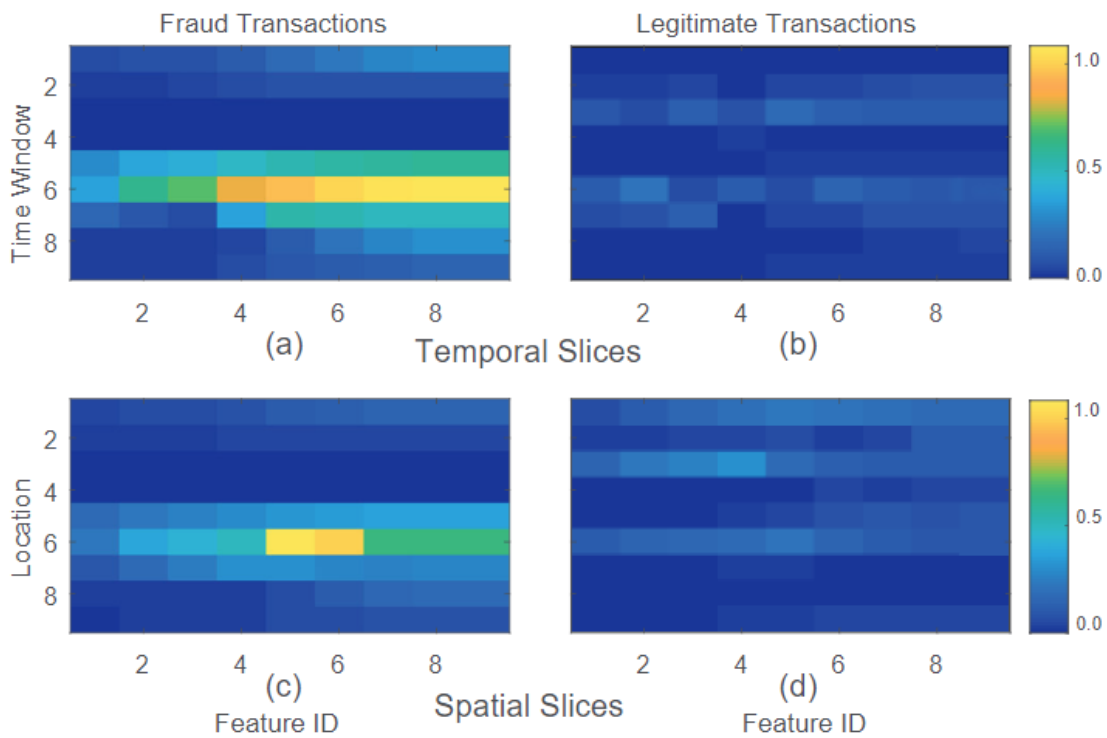 Fraud Transactions
Legitimate Transactions
Time Window
2
4
6
8
2 4 6 8
2 4 6 8
1.0
0.5
0.0
(a)
(b)
Temporal Slices
Location
2
4
6
8
2 4 6 8
2 4 6 8
1.0
0.5
0.0
(c)
(d)
Spatial Slices
Feature ID
Feature ID